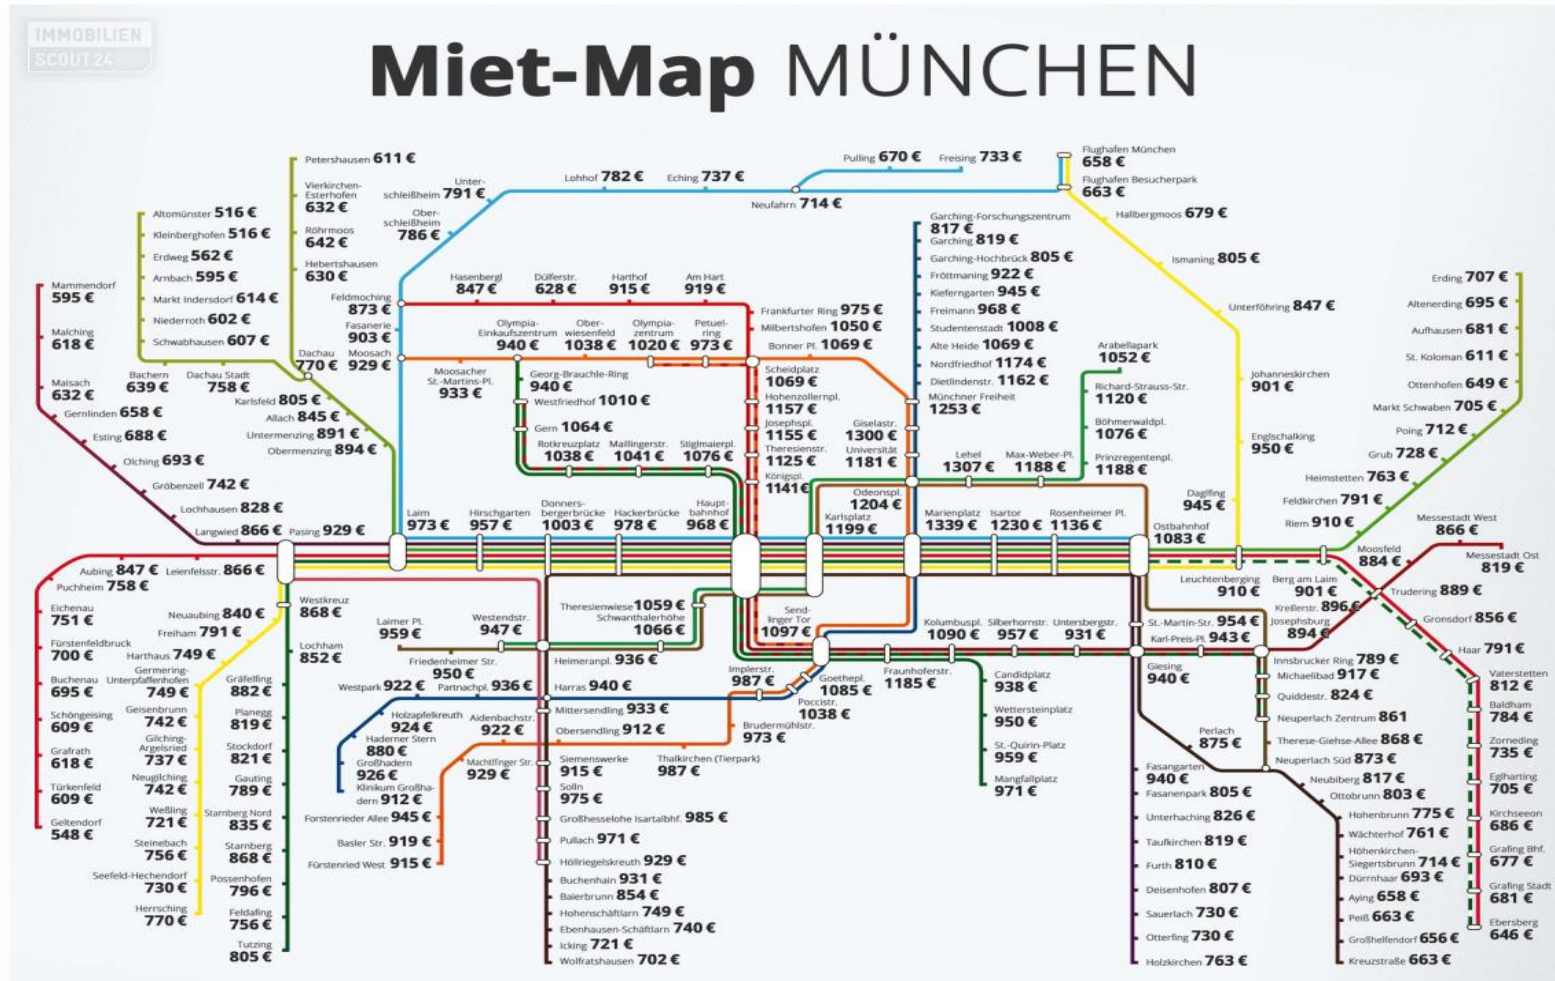 IMMOBILIEN
SCOUT24
Miet-Map MÜNCHEN
Petershausen 611 €
Vierkirchen-
Esterhofen
632 €
Röhrmoos
642 €
Hebertshausen
630 €
Altomünster 516 €
Kleinberghofen 516 €
Erdweg 562 €
Arnbach 595 €
Markt Indersdorf 614 €
Niederroth 602 €
Schwabhausen 607 €
Bachern
639 €
Dachau Stadt
758 €
Dachau
770 €
Karlsfeld 805 €
Allach 845 €
Untermenzing 891 €
Obermenzing 894 €
Mammendorf
595 €
Malching
618 €
Maisach
632 €
Gernlinden 658 €
Esting 688 €
Olching 693 €
Gröbenzell 742 €
Lochhausen 828 €
Langwied 866 €
Pasing 929 €
Unter-
schleißheim 791 €
Ober-
schleißheim
786 €
Lohhof 782 €
Eching 737 €
Neufahrn 714 €
Pulling 670 €
Freising 733 €
Flughafen München
658 €
Flughafen Besucherpark
663 €
Hallbergmoos 679 €
Ismaning 805 €
Unterföhring 847 €
Johanneskirchen
901 €
Englschalking
950 €
Daglfing
945 €
Feldmoching
873 €
Fasanerie
903 €
Moosach
929 €
Hasenbergl
847 €
Dülferstr.
628 €
Harthof
915 €
Am Hart
919 €
Frankfurter Ring 975 €
Milbertshofen 1050 €
Bonner Pl. 1069 €
Olympia-
Einkaufszentrum
940 €
Ober-
wiesenfeld
1038 €
Olympia-
zentrum
1020 €
Petuel-
ring
973 €
Moosacher
St.-Martins-Pl.
933 €
Georg-Brauchle-Ring
940 €
Westfriedhof 1010 €
Gern 1064 €
Rotkreuzplatz
1038 €
Maillingerstr.
1041 €
Stiglmaierpl.
1076 €
Scheidplatz
1069 €
Hohenzollernpl.
1157 €
Josephspl.
1155 €
Theresienstr.
1125 €
Königspl.
1141€
Garching-Forschungszentrum
817 €
Garching 819 €
Garching-Hochbrück 805 €
Fröttmaning 922 €
Kieferngarten 945 €
Freimann 968 €
Studentenstadt 1008 €
Alte Heide 1069 €
Nordfriedhof 1174 €
Dietlindenstr. 1162 €
Münchner Freiheit
1253 €
Giselastr.
1300 €
Universität
1181 €
Odeonspl.
1204 €
Lehel
1307 €
Max-Weber-Pl.
1188 €
Arabellapark
1052 €
Richard-Strauss-Str.
1120 €
Böhmerwaldpl.
1076 €
Prinzregentenpl.
1188 €
Erding 707 €
Altenerding 695 €
Aufhausen 681 €
St. Koloman 611 €
Ottenhofen 649 €
Markt Schwaben 705 €
Poing 712 €
Grub 728 €
Heimstetten 763 €
Feldkirchen 791 €
Riem 910 €
Messestadt West
866 €
Messestadt Ost
819 €
Moosfeld
884 €
Laim
973 €
Hirschgarten
957 €
Donners-
bergerbrücke
1003 €
Hackerbrücke
978 €
Haupt-
bahnhof
968 €
Karlsplatz
1199 €
Marienplatz
1339 €
Isartor
1230 €
Rosenheimer Pl.
1136 €
Ostbahnhof
1083 €
Leuchtenberging
910 €
Berg am Laim
901 €
Trudering 889 €
Gronsdorf 856 €
Haar 791 €
Kreillerstr. 896€
Josephsburg
894€
Aubing 847 €
Puchheim 758 €
Leienfelsstr. 866 €
Eichenau
751 €
Fürstenfeldbruck
700 €
Buchenau
695 €
Schöngeising
609 €
Grafrath
618 €
Türkenfeld
609 €
Geltendorf
548 €
Neuaubing 840 €
Freiham 791 €
Harthaus 749 €
Germering-
Unterpfaffenhofen
749 €
Geisenbrunn
742 €
Gilching-
Argelsried
737 €
Neugilching
742 €
Weßling
721 €
Steinebach
756 €
Seefeld-Hechendorf
730 €
Herrsching
770 €
Westkreuz
868 €
Lochham
852 €
Gräfelfing
882 €
Planegg
819 €
Stockdorf
821 €
Gauting
789 €
Starnberg Nord
835 €
Starnberg
868 €
Possenhofen
796 €
Feldafing
756 €
Tutzing
805 €
Laimer Pl.
959 €
Friedenheimer Str.
950 €
Westendstr.
947 €
Heimeranpl. 936 €
Theresienwiese 1059 €
Schwanthalerhöhe
1066 €
Westpark 922 €
Partnachpl. 936 €
Harras 940 €
Holzapfelkreuth
924 €
Haderner Stern
880 €
Großhadern
926 €
Klinikum Großha-
dern 912 €
Aidenbachstr.
922 €
Machtlfinger Str.
929 €
Forstenrieder Allee 945 €
Basler Str. 919 €
Fürstenried West 915 €
Mittersendling 933 €
Obersendling 912 €
Siemenswerke
915 €
Solln
975 €
Großhesselohe Isartalbhf. 985 €
Pullach 971 €
Höllriegelskreuth 929 €
Buchenhain 931 €
Baierbrunn 854 €
Hohenschäftlarn 749 €
Ebenhausen-Schäftlarn 740 €
Icking 721 €
Wolfratshausen 702 €
Thalkirchen (Tierpark)
987 €
Brudermühlstr.
973 €
Implerstr.
987 €
Poccistr.
1038 €
Goethepl.
1085 €
Send-
linger Tor
1097 €
Fraunhoferstr.
1185 €
Kolumbuspl.
1090 €
Silberhornstr.
957 €
Untersbergstr.
931 €
Candidplatz
938 €
Wettersteinplatz
950 €
St.-Quirin-Platz
959 €
Mangfallplatz
971 €
St.-Martin-Str. 954 €
Karl-Preis-Pl. 943 €
Giesing
940 €
Innsbrucker Ring 789 €
Michaelibad 917 €
Quiddestr. 824 €
Neuperlach Zentrum 861
Therese-Giehse-Allee 868 €
Neuperlach Süd 873 €
Perlach
875 €
Neubiberg 817 €
Ottobrunn 803 €
Hohenbrunn 775 €
Wächterhof 761 €
Höhenkirchen-
Siegertsbrunn 714 €
Dürrnhaar 693 €
Aying 658 €
Peiß 663 €
Großhelfendorf 656 €
Kreuzstraße 663 €
Fasangarten
940 €
Fasanenpark 805 €
Unterhaching 826 €
Taufkirchen 819 €
Furth 810 €
Deisenhofen 807 €
Sauerlach 730 €
Otterfing 730 €
Holzkirchen 763 €
Vaterstetten
812 €
Baldham
784 €
Zorneding
735 €
Eglharting
705 €
Kirchseeon
686 €
Grafing Bhf.
677 €
Grafing Stadt
681 €
Ebersberg
646 €